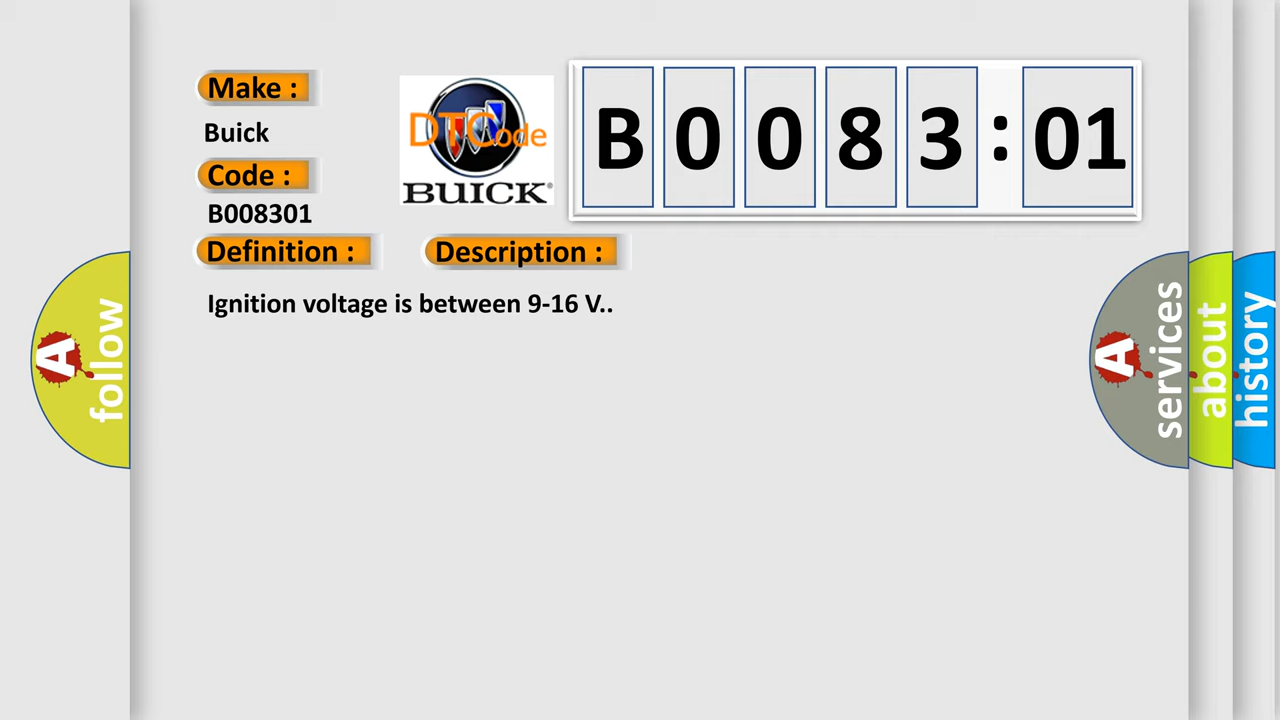 Make :
Buick
Code :
B008301
Definition :
Description :
Ignition voltage is between 9-16 V..
DTCode
BUICK®
B 0 0 8 3 : 01
A
follow
A
services
about
history